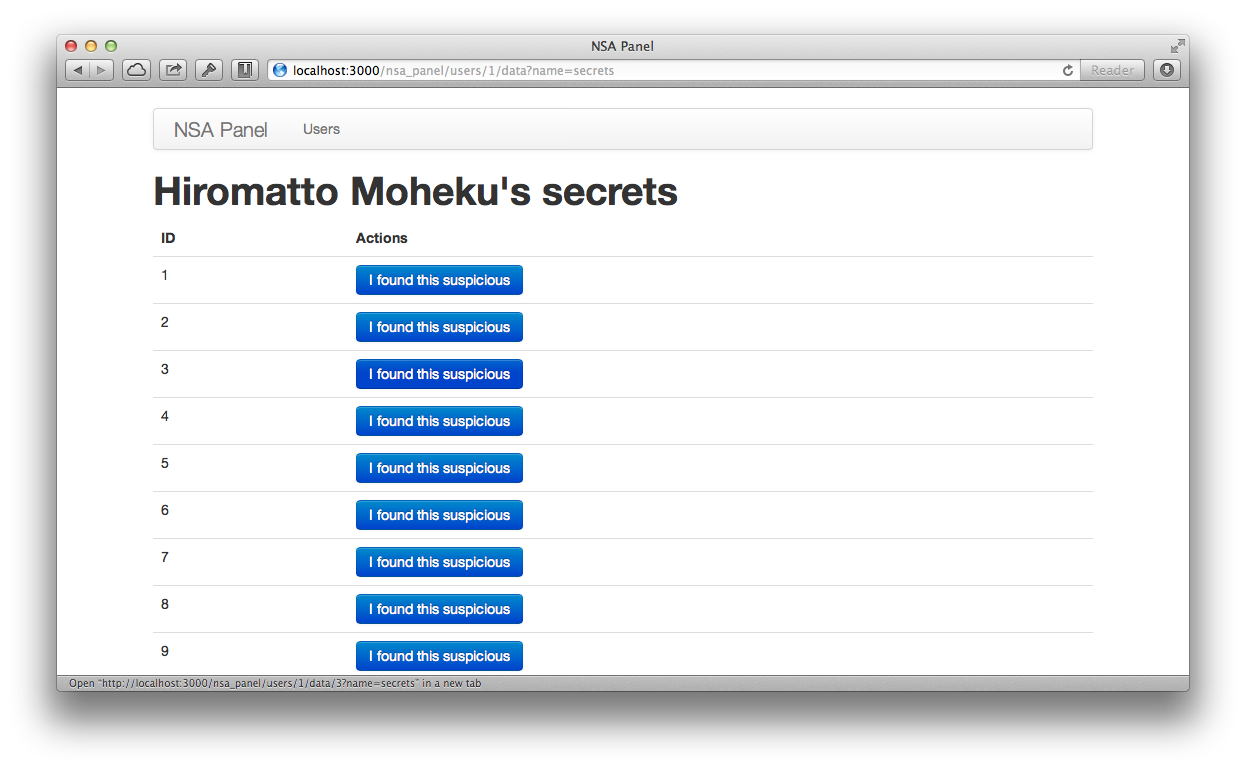 NSA Panel
localhost:3000/nsa_panel/users/1/data?name=secrets
Reader
NSA Panel Users
Hiromatto Moheku's secrets
ID Actions
1 I found this suspicious
2 I found this suspicious
3 I found this suspicious
4 I found this suspicious
5 I found this suspicious
6 I found this suspicious
7 I found this suspicious
8 I found this suspicious
9 I found this suspicious
Open "http://localhost:3000/nsa_panel/users/1/data/3?name=secrets" in a new tab